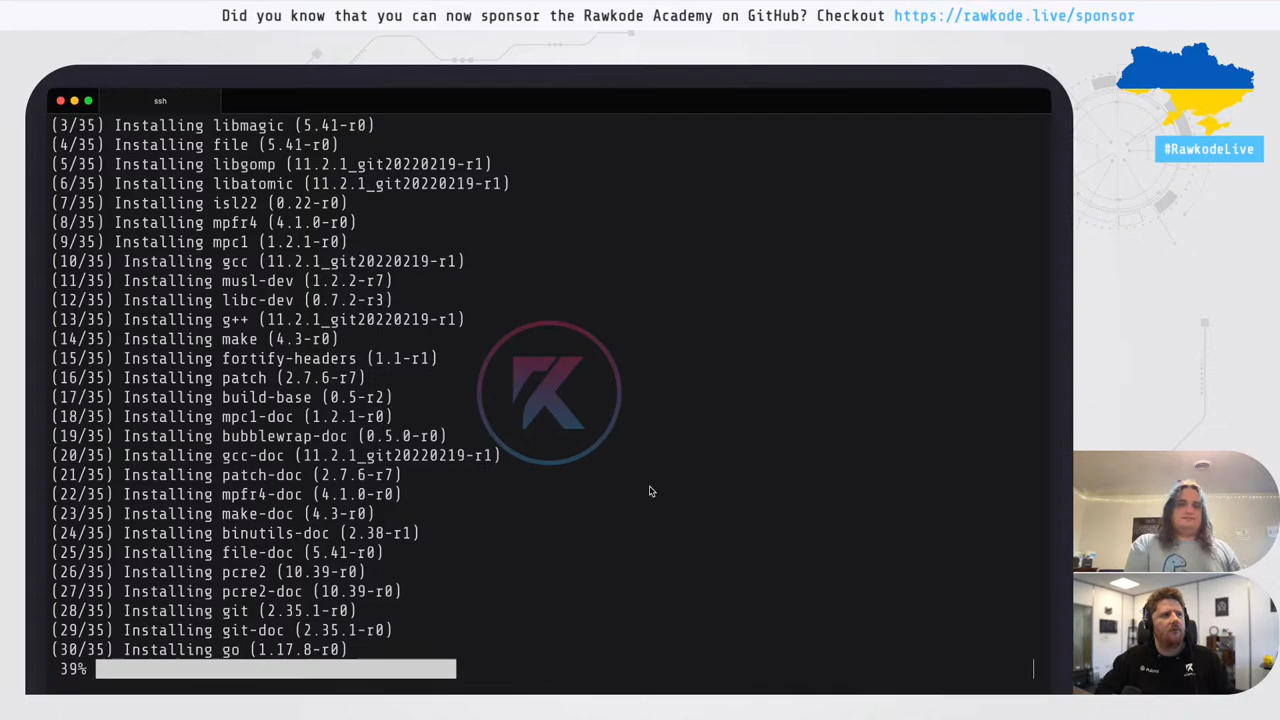 Did you know that you can now sponsor the Rawkode Academy on GitHub? Checkout https://rawkode.live/sponsor
#RawkodeLive
ssh
(3/35) Installing libmagic (5.41-r0)
(4/35) Installing file (5.41-r0)
(5/35) Installing libgomp (11.2.1_git20220219-r1)
(6/35) Installing libatomic (11.2.1_git20220219-r1)
(7/35) Installing isl22 (0.22-r0)
(8/35) Installing mpfr4 (4.1.0-r0)
(9/35) Installing mpc1 (1.2.1-r0)
(10/35) Installing gcc (11.2.1_git20220219-r1)
(11/35) Installing musl-dev (1.2.2-r7)
(12/35) Installing libc-dev (0.7.2-r3)
(13/35) Installing g++ (11.2.1_git20220219-r1)
(14/35) Installing make (4.3-r0)
(15/35) Installing fortify-headers (1.1-r1)
(16/35) Installing patch (2.7.6-r7)
(17/35) Installing build-base (0.5-r2)
(18/35) Installing mpc1-doc (1.2.1-r0)
(19/35) Installing bubblewrap-doc (0.5.0-r0)
(20/35) Installing gcc-doc (11.2.1_git20220219-r1)
(21/35) Installing patch-doc (2.7.6-r7)
(22/35) Installing mpfr4-doc (4.1.0-r0)
(23/35) Installing make-doc (4.3-r0)
(24/35) Installing binutils-doc (2.38-r1)
(25/35) Installing file-doc (5.41-r0)
(26/35) Installing pcre2 (10.39-r0)
(27/35) Installing pcre2-doc (10.39-r0)
(28/35) Installing git (2.35.1-r0)
(29/35) Installing git-doc (2.35.1-r0)
(30/35) Installing go (1.17.8-r0)
39%